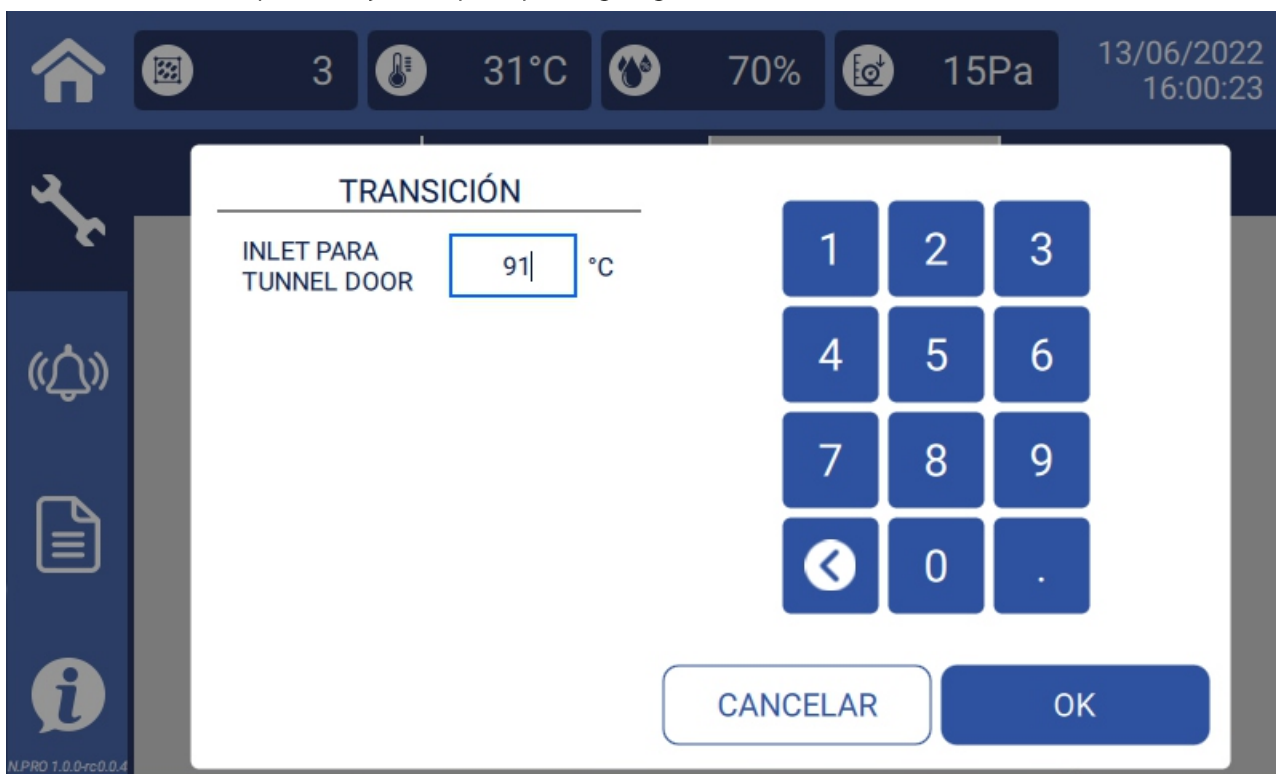 3
31°C
70%
15Pa
13/06/2022
16:00:23
TRANSICIÓN
INLET PARA
TUNNEL DOOR
91
°C
1 2 3
4 5 6
7 8 9
0 .
CANCELAR
OK
N.PRO 1.0.0-rc0.0.4